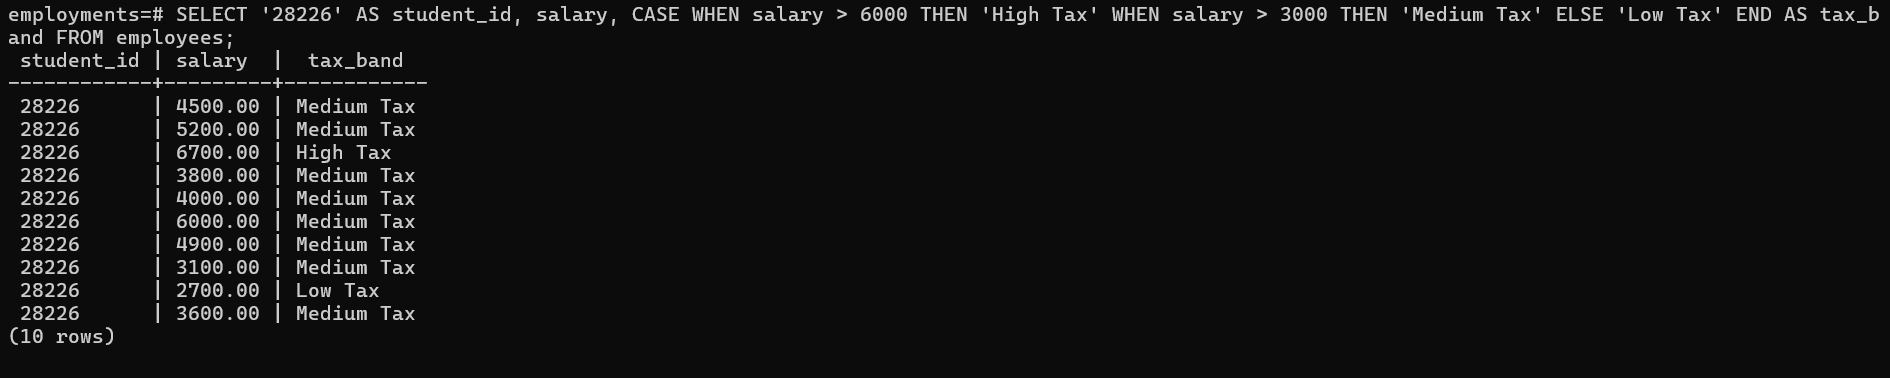 employments=# SELECT '28226' AS student_id, salary, CASE WHEN salary > 6000 THEN 'High Tax' WHEN salary > 3000 THEN 'Medium Tax' ELSE 'Low Tax' END AS tax_b
and FROM employees;
 student_id | salary  |  tax_band
------------+---------+------------
 28226      | 4500.00 | Medium Tax
 28226      | 5200.00 | Medium Tax
 28226      | 6700.00 | High Tax
 28226      | 3800.00 | Medium Tax
 28226      | 4000.00 | Medium Tax
 28226      | 6000.00 | Medium Tax
 28226      | 4900.00 | Medium Tax
 28226      | 3100.00 | Medium Tax
 28226      | 2700.00 | Low Tax
 28226      | 3600.00 | Medium Tax
(10 rows)